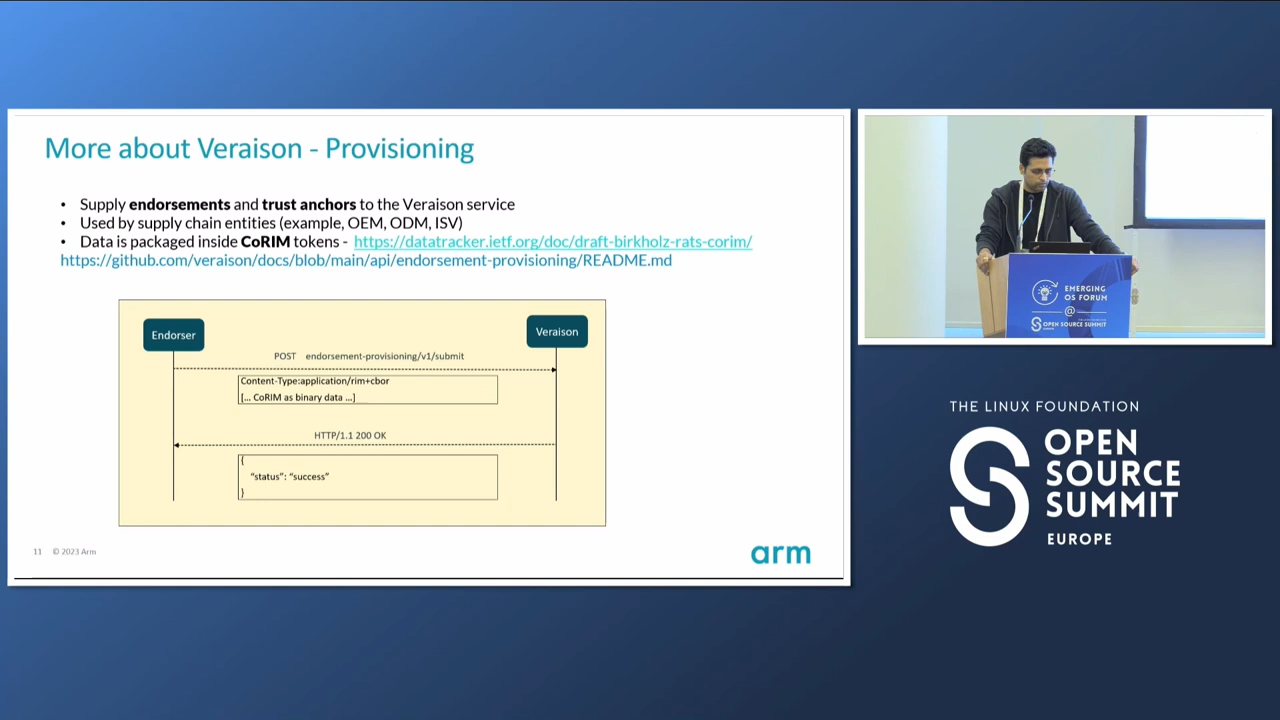 More about Veraison - Provisioning
• Supply endorsements and trust anchors to the Veraison service
• Used by supply chain entities (example, OEM, ODM, ISV)
• Data is packaged inside CoRIM tokens - https://datatracker.ietf.org/doc/draft-birkholz-rats-corim/
https://github.com/veraison/docs/blob/main/api/endorsement-provisioning/README.md
Endorser
Veraison
POST endorsement-provisioning/v1/submit
Content-Type:application/rim+cbor
[... CoRIM as binary data ...]
HTTP/1.1 200 OK
{
"status": "success"
}
11 © 2023 Arm
arm
EMERGING
OS FORUM
@
OPEN SOURCE SUMMIT
THE LINUX FOUNDATION
OPEN
SOURCE
SUMMIT
EUROPE